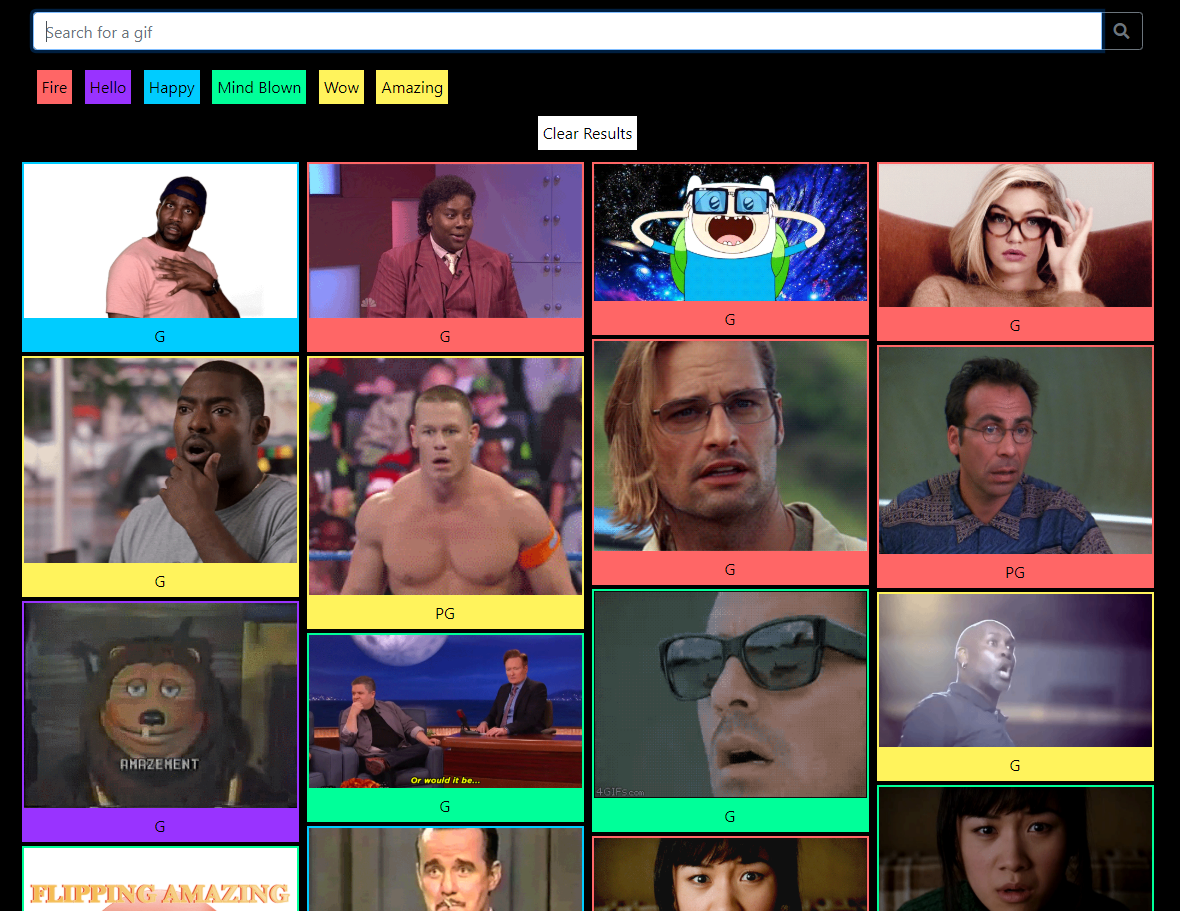 Search for a gif
Fire
Hello
Happy
Mind Blown
Wow
Amazing
Clear Results
G
G
G
G
G
PG
G
PG
AMAZEMENT
G
Or would it be...
G
4GIFs.com
G
G
FLIPPING AMAZING